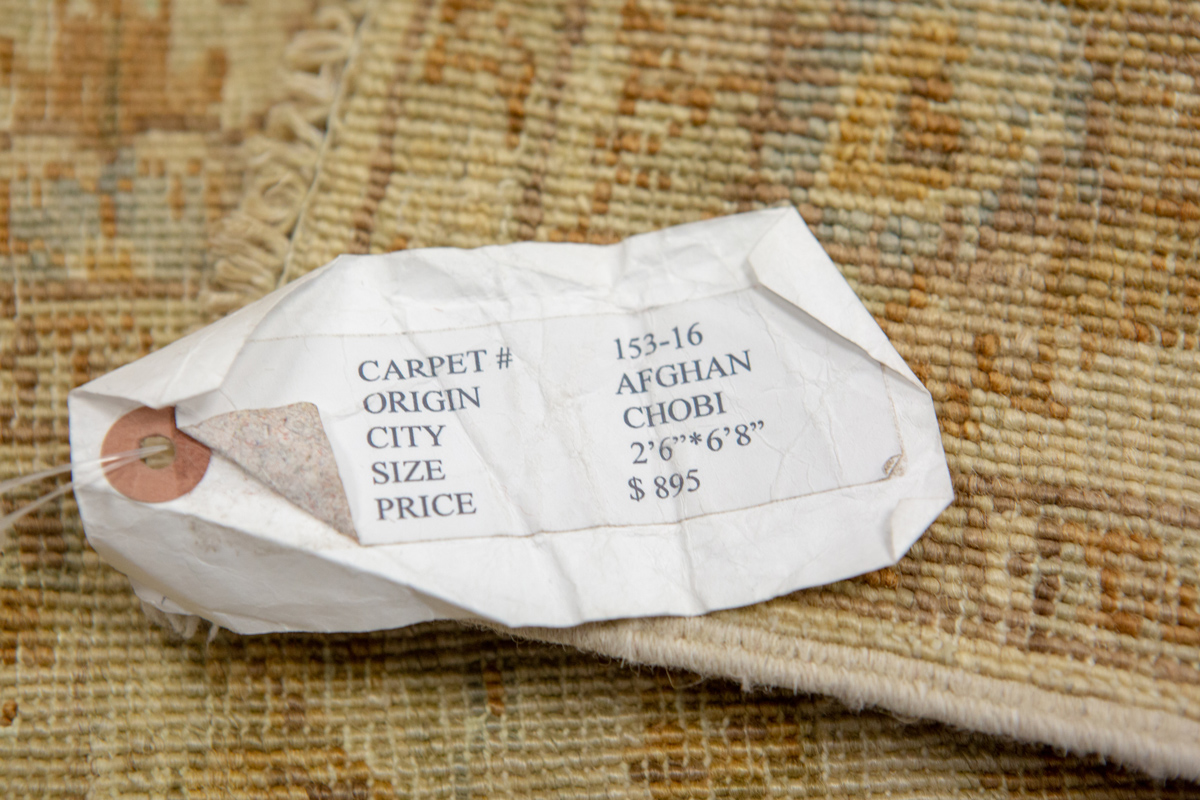 CARPET # 153-16
ORIGIN AFGHAN
CITY CHOBI
SIZE 2’6”*6’8”
PRICE $ 895